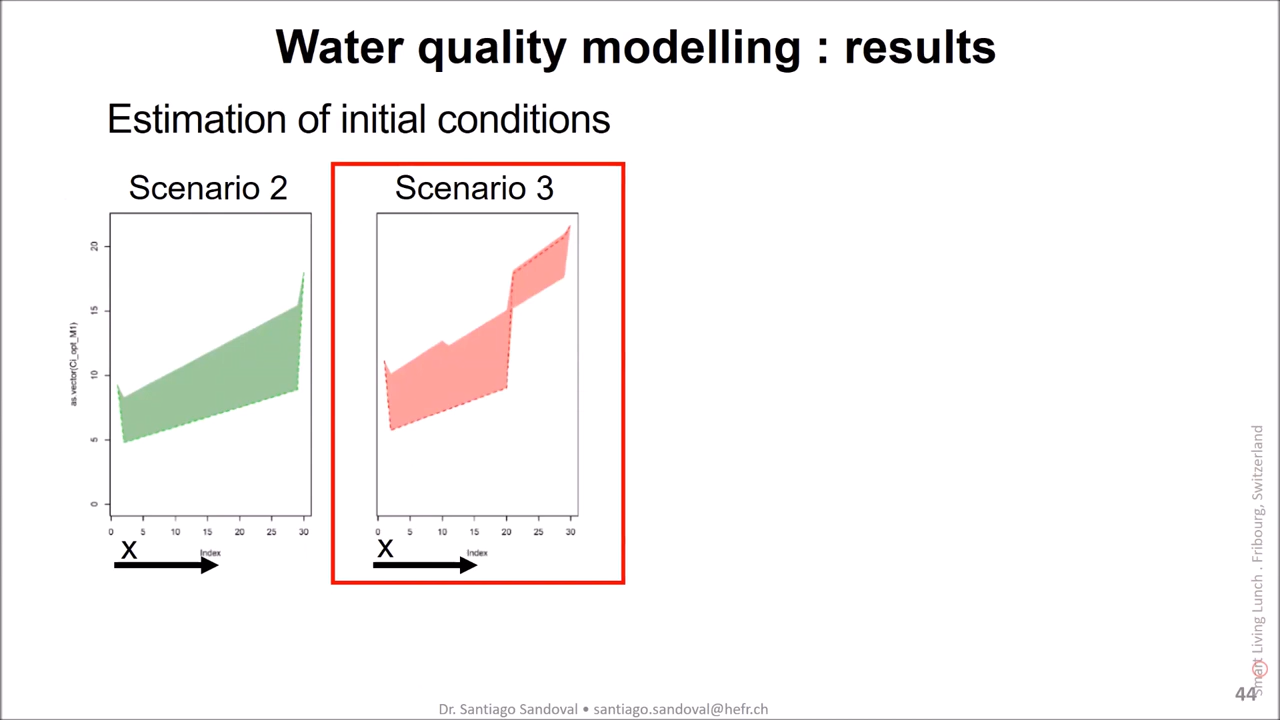 Water quality modelling : results
Estimation of initial conditions
Scenario 2
Scenario 3
as.vector(Ci_opt_M1)
20
15
10
5
0
0
5
10
15
20
25
30
Index
x
0
5
10
15
20
25
30
Index
x
Smart Living Lunch . Fribourg, Switzerland
44
Dr. Santiago Sandoval • santiago.sandoval@hefr.ch